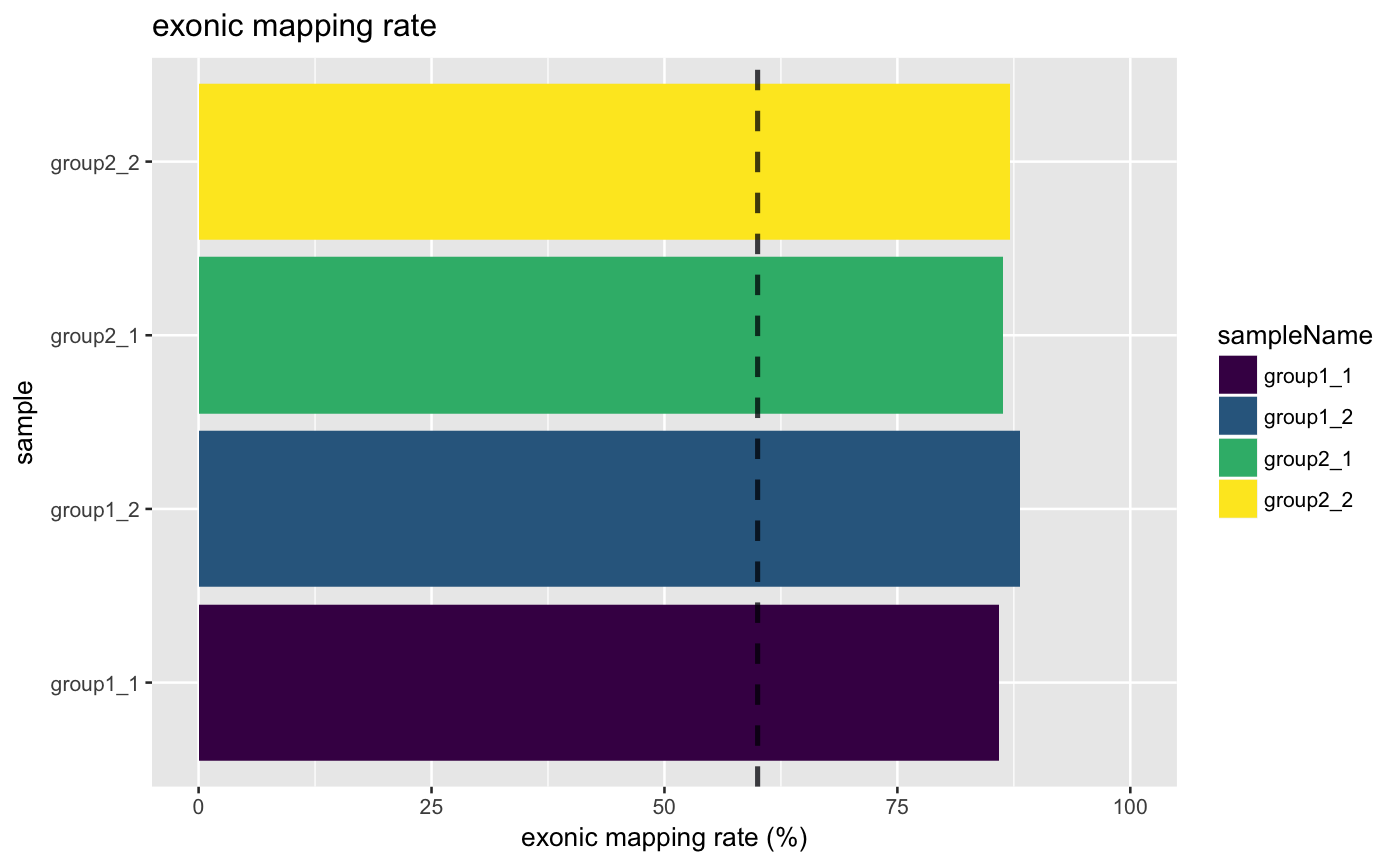 exonic mapping rate
group2_2
group2_1
group1_2
group1_1
sample
0 25 50 75 100
exonic mapping rate (%)
sampleName
group1_1
group1_2
group2_1
group2_2